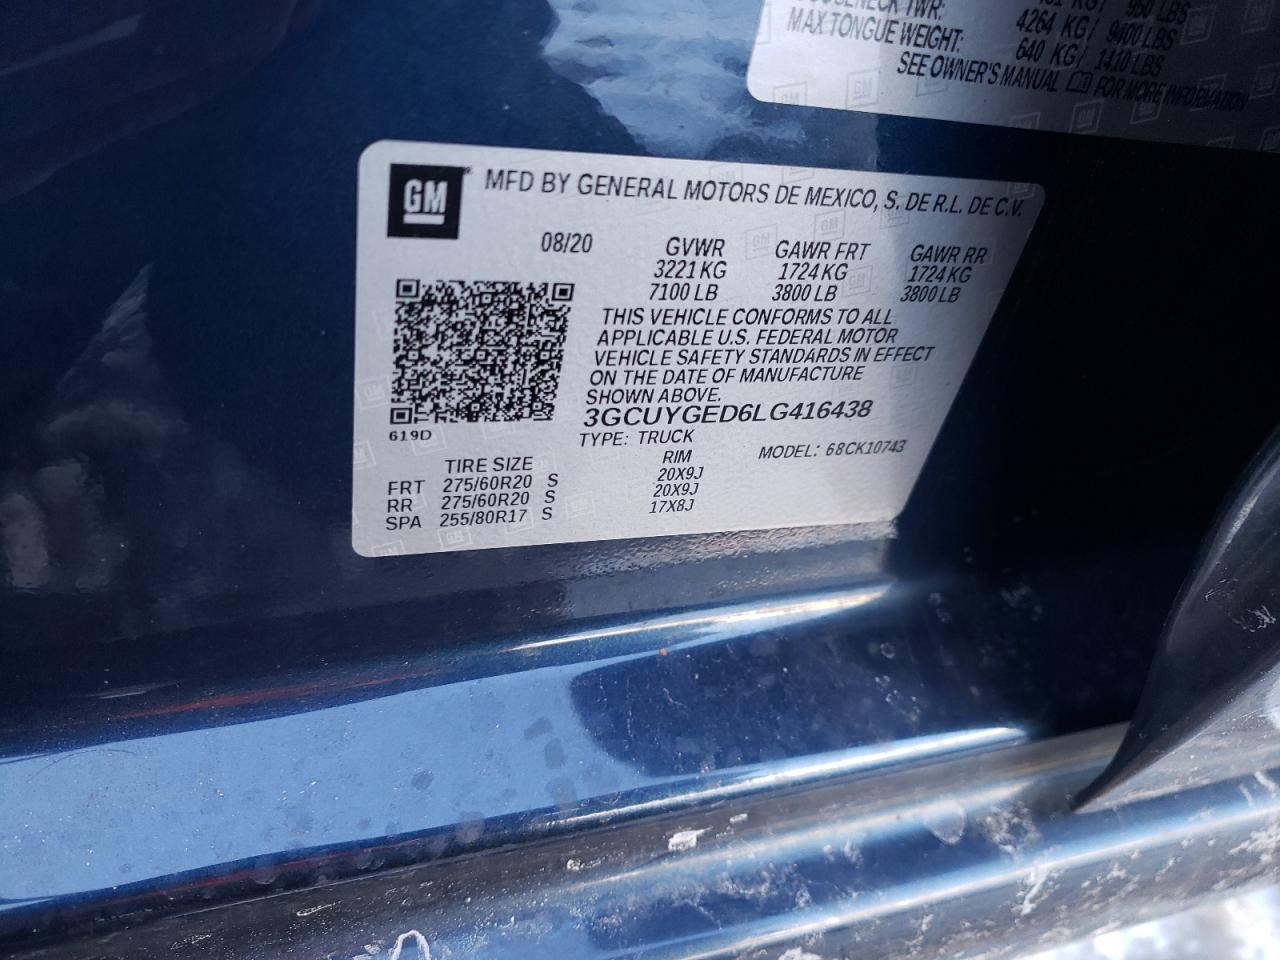 960 LBS
TWR: 4264 KG/ 9400 LBS
MAX TONGUE WEIGHT: 640 KG/ 1410 LBS
SEE OWNER'S MANUAL FOR MORE INFORMATION
GM MFD BY GENERAL MOTORS DE MEXICO, S. DE R.L. DE C.V.
08/20 GVWR GAWR FRT GAWR RR
3221 KG 1724 KG 1724 KG
7100 LB 3800 LB 3800 LB
THIS VEHICLE CONFORMS TO ALL
APPLICABLE U.S. FEDERAL MOTOR
VEHICLE SAFETY STANDARDS IN EFFECT
ON THE DATE OF MANUFACTURE
SHOWN ABOVE.
3GCUYGED6LG416438
619D
TYPE: TRUCK MODEL: 68CK10743
TIRE SIZE RIM
FRT 275/60R20 S 20X9J
RR 275/60R20 S 20X9J
SPA 255/80R17 S 17X8J